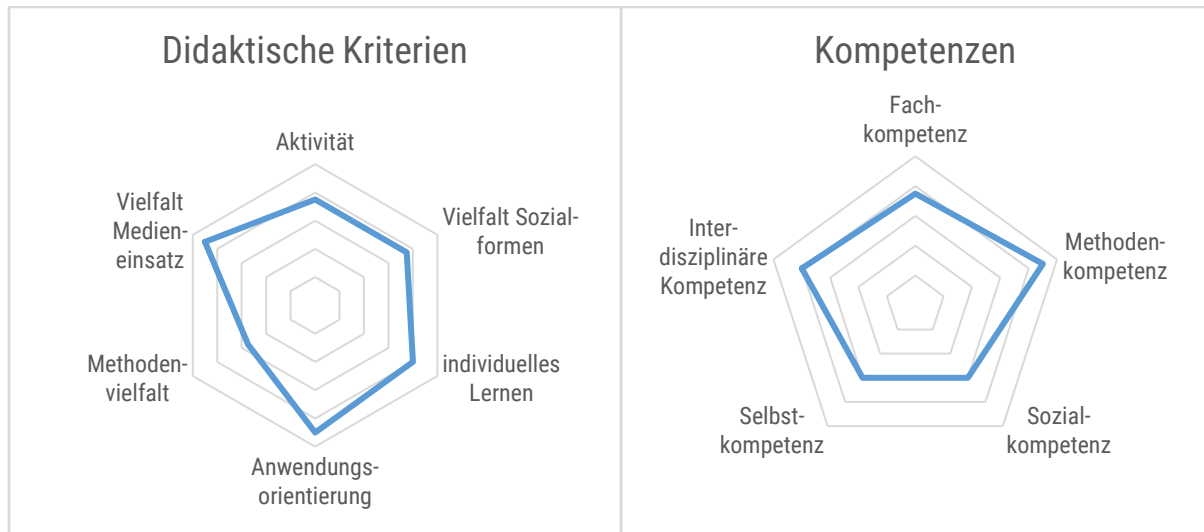 Didaktische Kriterien
Aktivität
Vielfalt
Medien-
einsatz
Vielfalt Sozial-
formen
Methoden-
vielfalt
individuelles
Lernen
Anwendungs-
orientierung
Kompetenzen
Fach-
kompetenz
Inter-
disziplinäre
Kompetenz
Methoden-
kompetenz
Selbst-
kompetenz
Sozial-
kompetenz